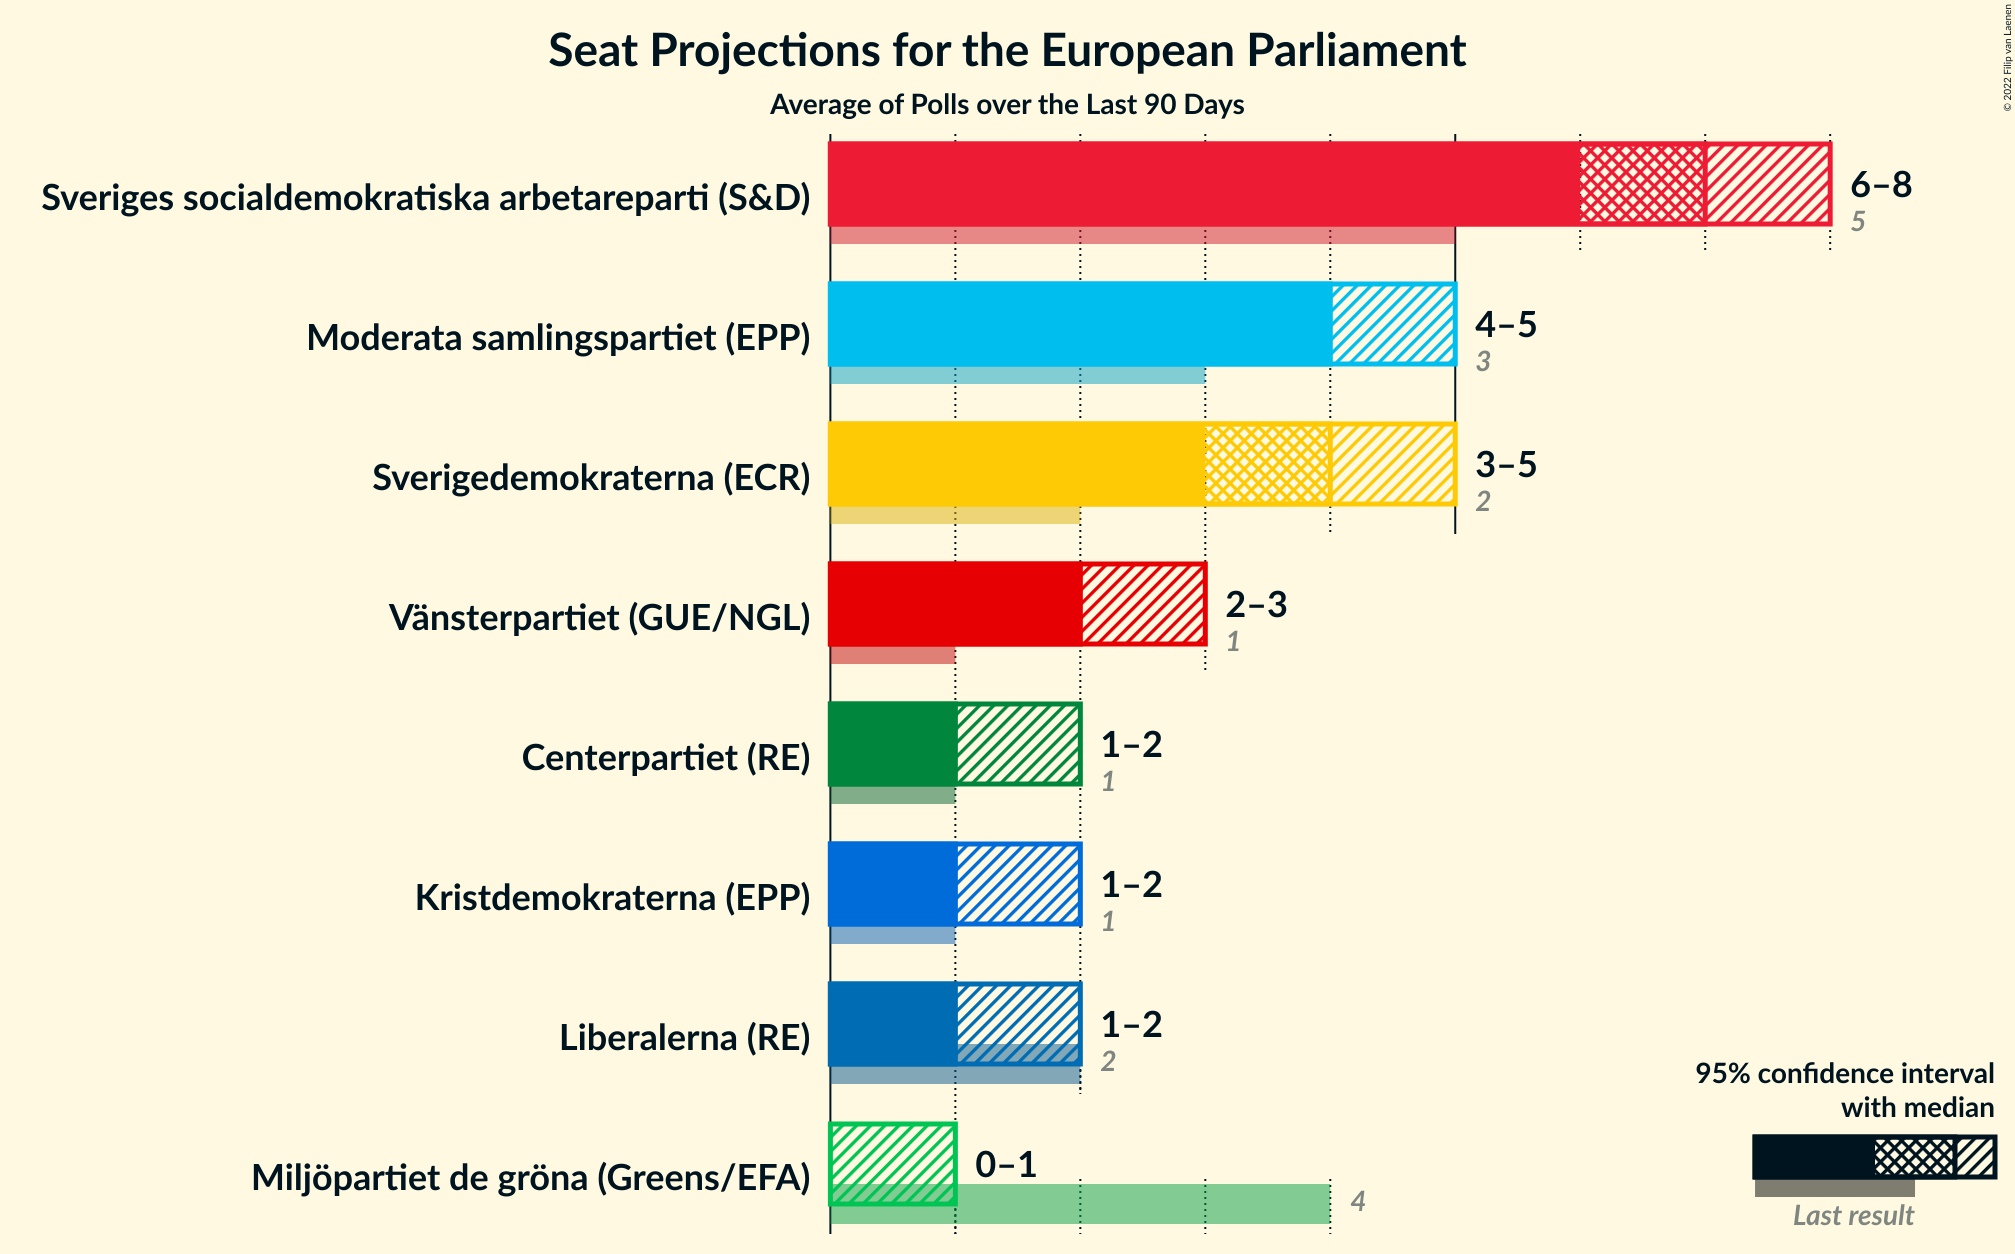 Seat Projections for the European Parliament
Average of Polls over the Last 90 Days
© 2022 Filip van Laenen
Sveriges socialdemokratiska arbetareparti (S&D)
6–8
5
Moderata samlingspartiet (EPP)
4–5
3
Sverigedemokraterna (ECR)
3–5
2
Vänsterpartiet (GUE/NGL)
2–3
1
Centerpartiet (RE)
1–2
1
Kristdemokraterna (EPP)
1–2
1
Liberalerna (RE)
1–2
2
Miljöpartiet de gröna (Greens/EFA)
0–1
4
95% confidence interval
with median
Last result